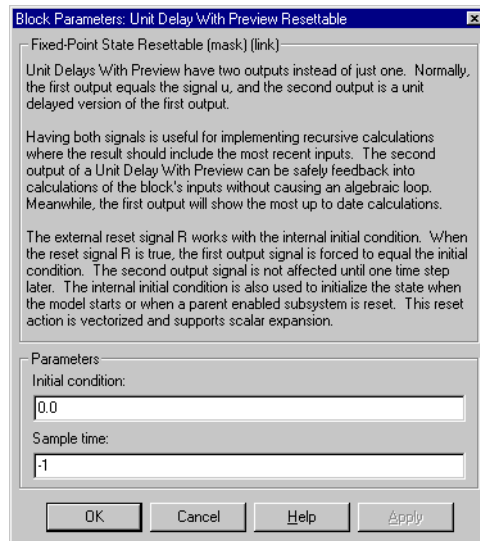 Block Parameters: Unit Delay With Preview Resettable
Fixed-Point State Resettable (mask) (link)
Unit Delays With Preview have two outputs instead of just one.  Normally,
the first output equals the signal u, and the second output is a unit
delayed version of the first output.
Having both signals is useful for implementing recursive calculations
where the result should include the most recent inputs.  The second
output of a Unit Delay With Preview can be safely feedback into
calculations of the block's inputs without causing an algebraic loop.
Meanwhile, the first output will show the most up to date calculations.
The external reset signal R works with the internal initial condition.  When
the reset signal R is true, the first output signal is forced to equal the initial
condition.  The second output signal is not affected until one time step
later.  The internal initial condition is also used to initialize the state when
the model starts or when a parent enabled subsystem is reset.  This reset
action is vectorized and supports scalar expansion.
Parameters
Initial condition:
0.0
Sample time:
-1
OK Cancel Help Apply